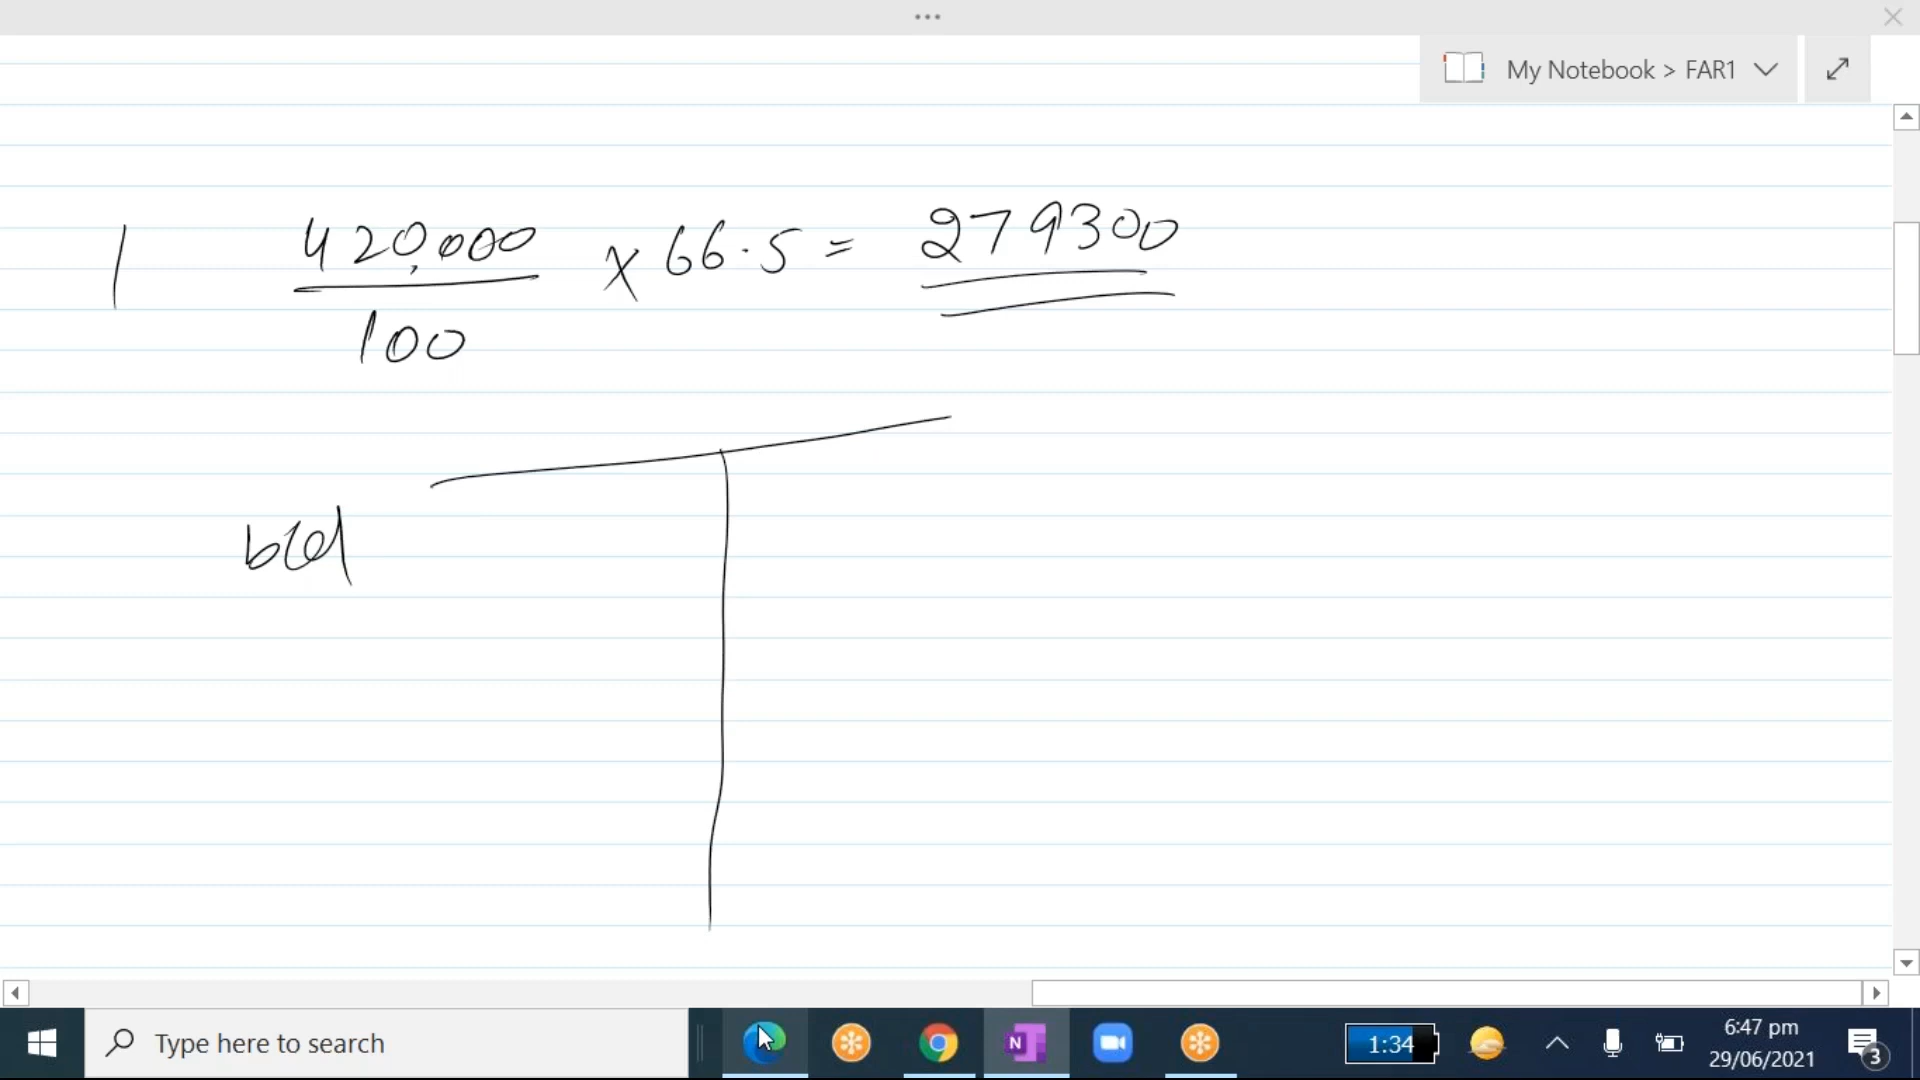 My Notebook > FAR1
420,000 × 66.5 = 279300
100
b/d
Type here to search
1:34
6:47 pm
29/06/2021
3